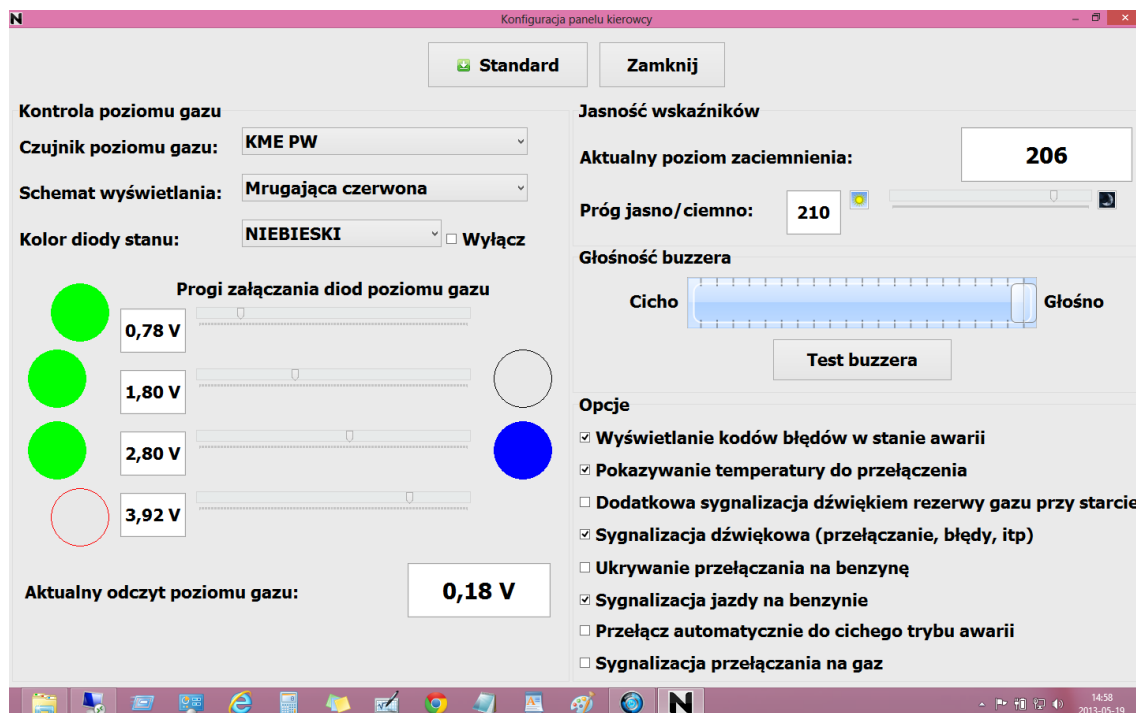 Konfiguracja panelu kierowcy
Standard
Zamknij
Kontrola poziomu gazu
Czujnik poziomu gazu:
KME PW
Schemat wyświetlania:
Mrugająca czerwona
Kolor diody stanu:
NIEBIESKI
Wyłącz
Progi załączania diod poziomu gazu
0,78 V
1,80 V
2,80 V
3,92 V
Aktualny odczyt poziomu gazu:
0,18 V
Jasność wskaźników
Aktualny poziom zaciemnienia:
206
Próg jasno/ciemno:
210
Głośność buzzera
Cicho
Głośno
Test buzzera
Opcje
Wyświetlanie kodów błędów w stanie awarii
Pokazywanie temperatury do przełączenia
Dodatkowa sygnalizacja dźwiękiem rezerwy gazu przy starcie
Sygnalizacja dźwiękowa (przełączanie, błędy, itp)
Ukrywanie przełączania na benzynę
Sygnalizacja jazdy na benzynie
Przełącz automatycznie do cichego trybu awarii
Sygnalizacja przełączania na gaz
14:58
2013-05-19